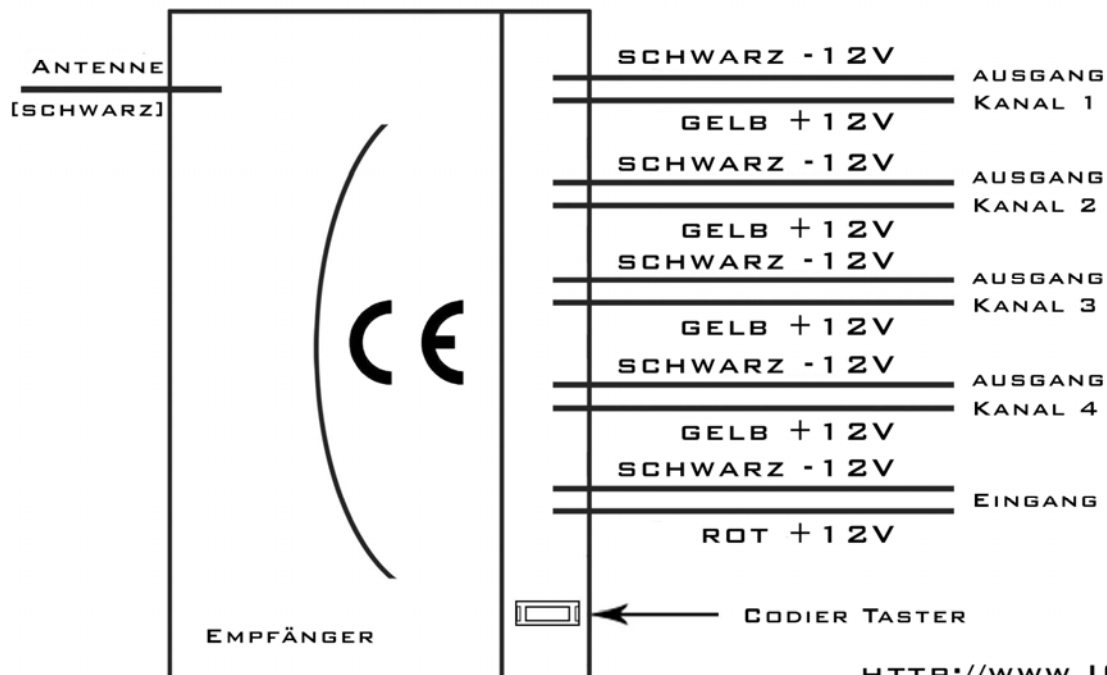 ANTENNE
[SCHWARZ]
SCHWARZ -12V
AUSGANG
KANAL 1
GELB +12V
SCHWARZ -12V
AUSGANG
KANAL 2
GELB +12V
SCHWARZ -12V
AUSGANG
KANAL 3
GELB +12V
SCHWARZ -12V
AUSGANG
KANAL 4
GELB +12V
SCHWARZ -12V
EINGANG
ROT +12V
CE
CODIER TASTER
EMPFÄNGER